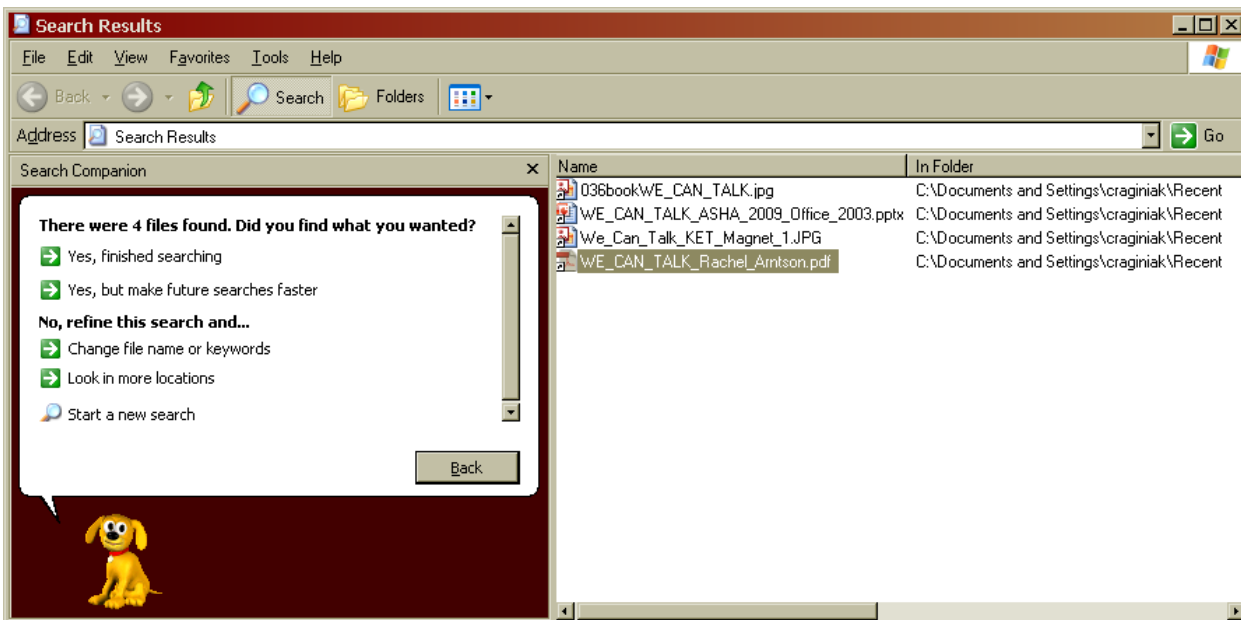 Search Results
File Edit View Favorites Tools Help
Back Search Folders
Address Search Results Go
Search Companion
There were 4 files found. Did you find what you wanted?
Yes, finished searching
Yes, but make future searches faster
No, refine this search and...
Change file name or keywords
Look in more locations
Start a new search
Back
Name In Folder
036bookWE_CAN_TALK.jpg C:\Documents and Settings\craginiak\Recent
WE_CAN_TALK_ASHA_2009_Office_2003.pptx C:\Documents and Settings\craginiak\Recent
We_Can_Talk_KET_Magnet_1.JPG C:\Documents and Settings\craginiak\Recent
WE_CAN_TALK_Rachel_Arntson.pdf C:\Documents and Settings\craginiak\Recent